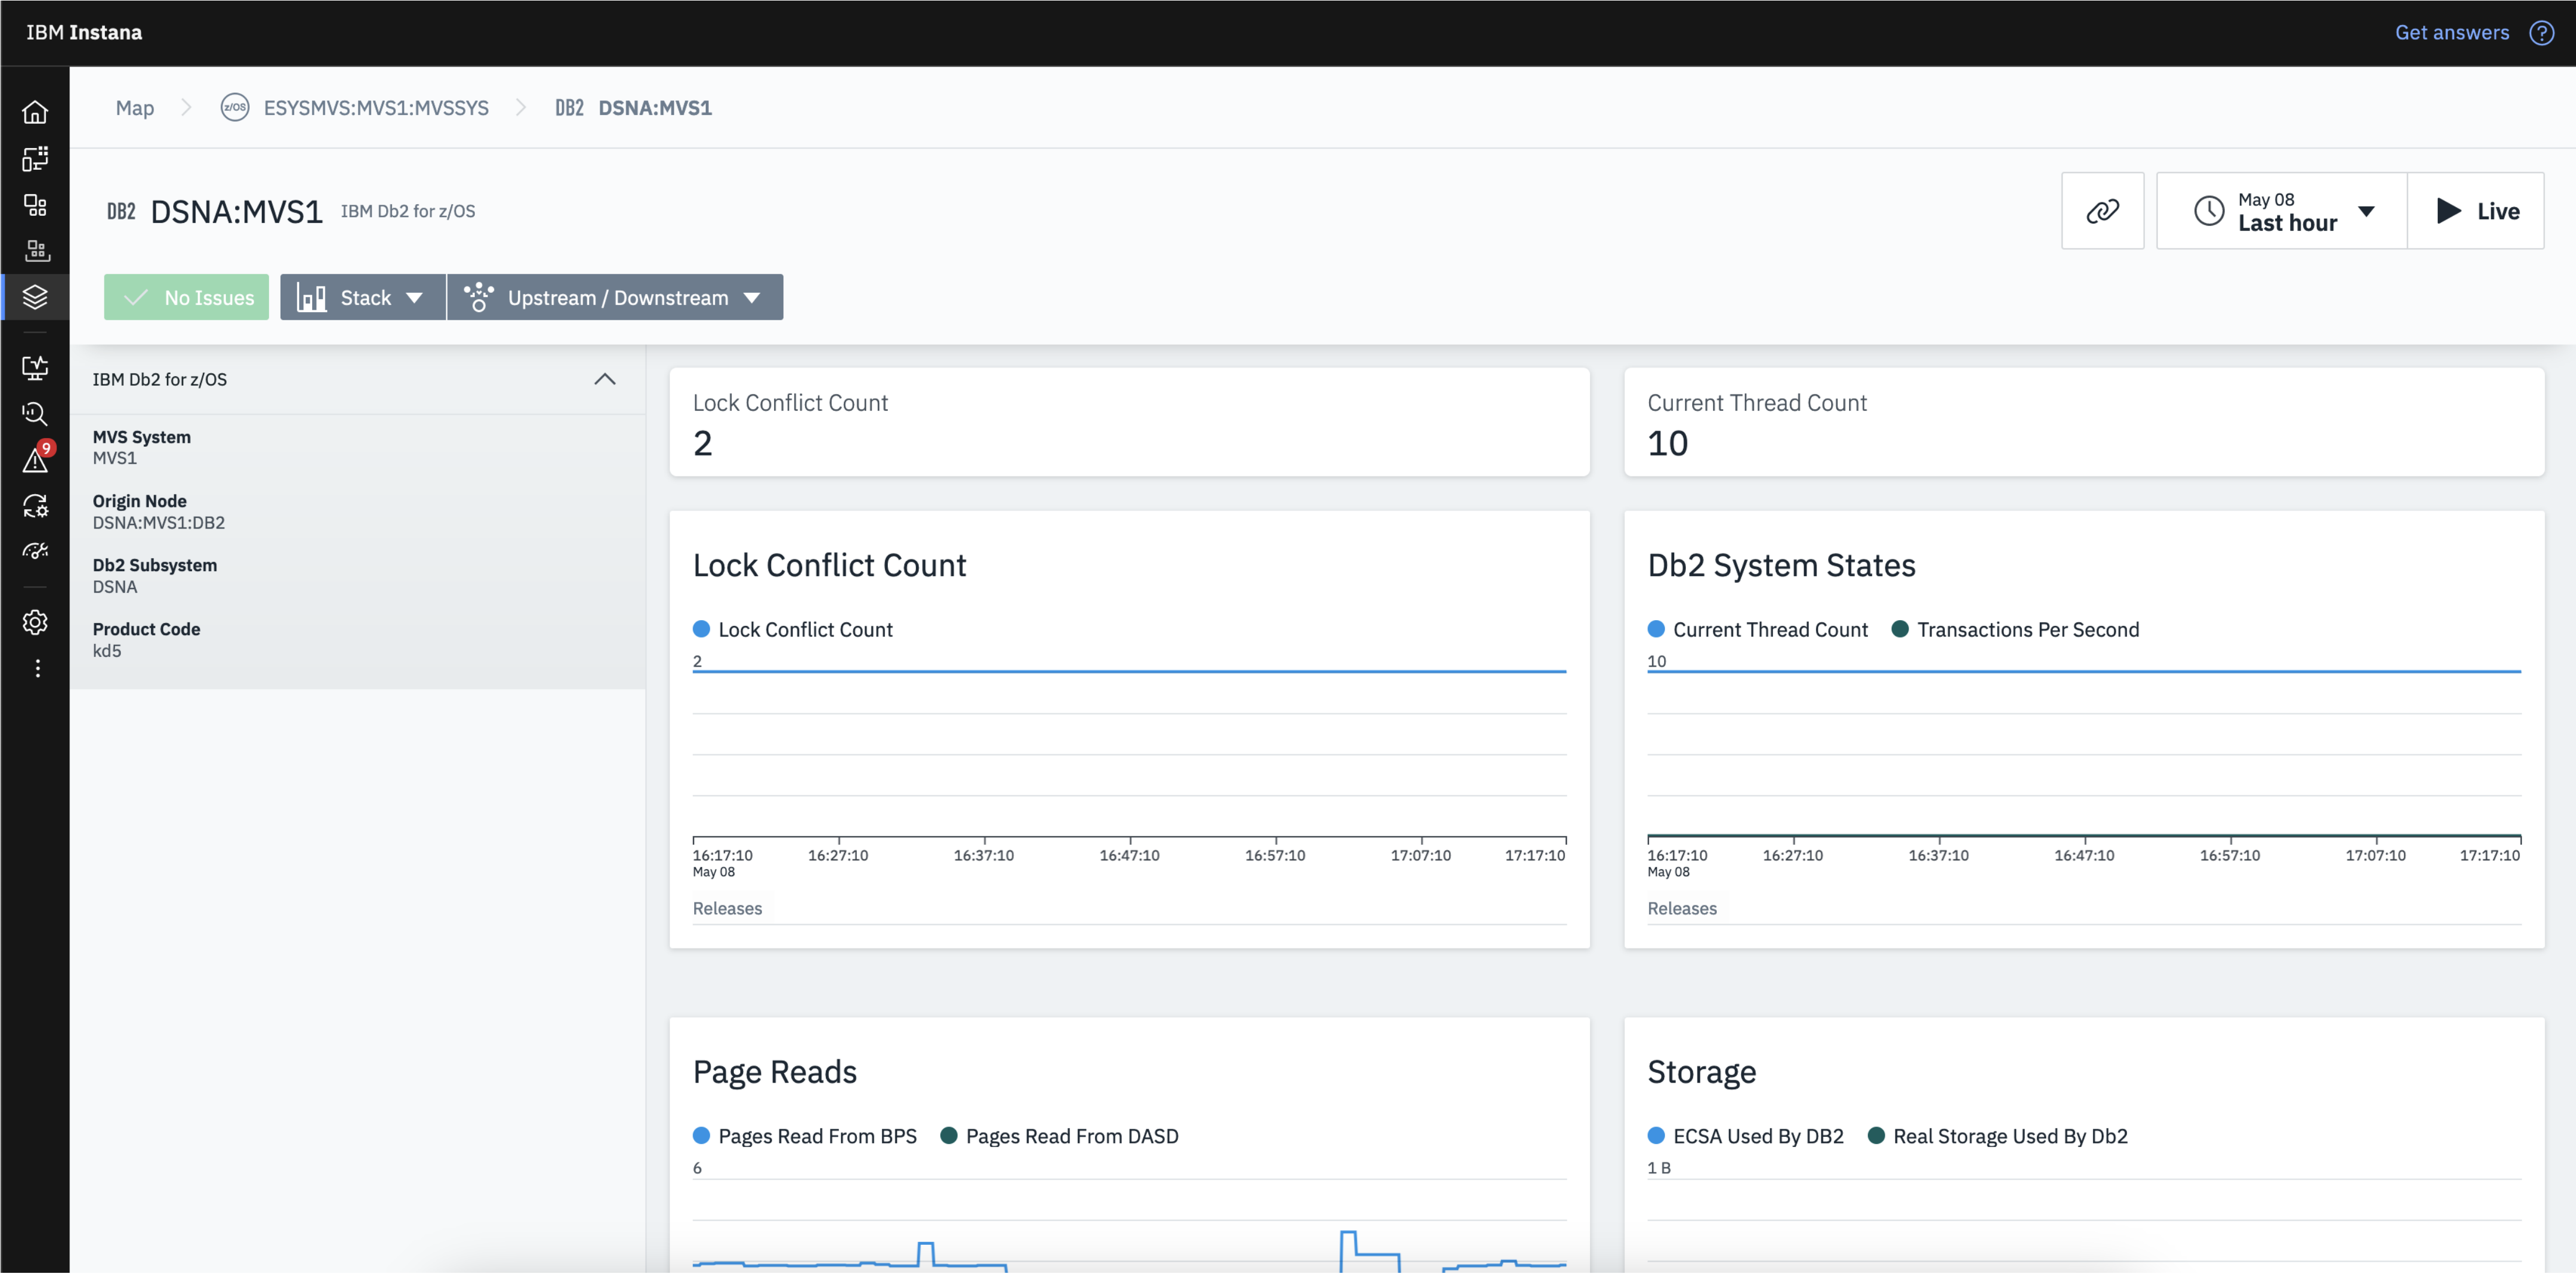 IBM Instana
Get answers
Map
z/OS
ESYSMVS:MVS1:MVSSYS
DB2
DSNA:MVS1
DB2
DSNA:MVS1
IBM Db2 for z/OS
May 08
Last hour
Live
No Issues
Stack
Upstream / Downstream
9
IBM Db2 for z/OS
MVS System
MVS1
Origin Node
DSNA:MVS1:DB2
Db2 Subsystem
DSNA
Product Code
kd5
Lock Conflict Count
2
Current Thread Count
10
Lock Conflict Count
Lock Conflict Count
2
16:17:10 16:27:10 16:37:10 16:47:10 16:57:10 17:07:10 17:17:10
May 08
Releases
Db2 System States
Current Thread Count Transactions Per Second
10
16:17:10 16:27:10 16:37:10 16:47:10 16:57:10 17:07:10 17:17:10
May 08
Releases
Page Reads
Pages Read From BPS Pages Read From DASD
6
Storage
ECSA Used By DB2 Real Storage Used By Db2
1 B